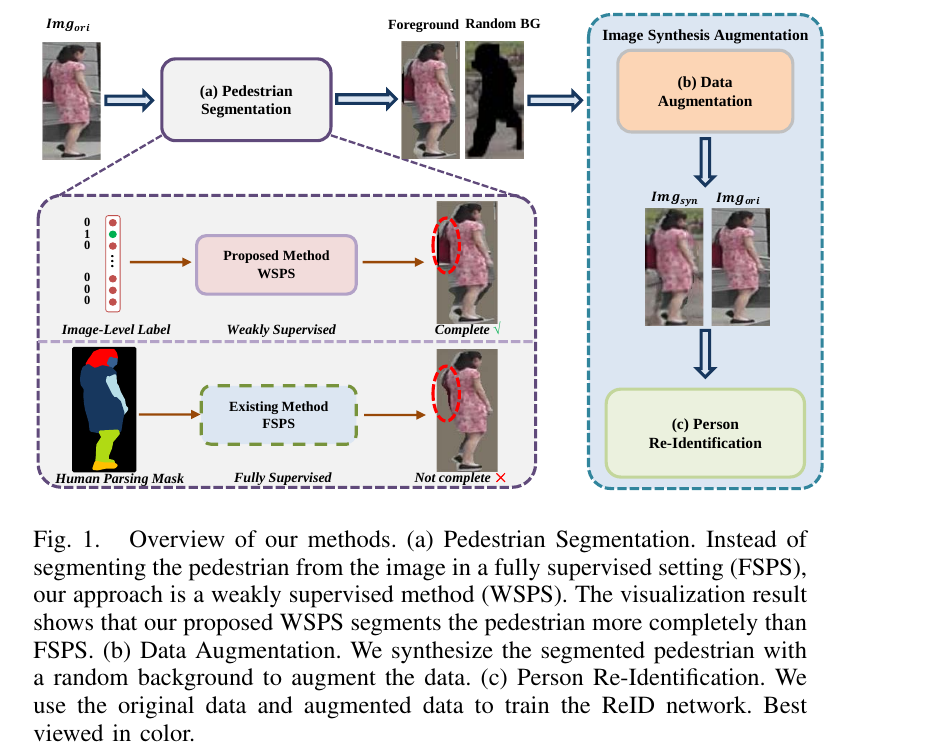 Img_ori
Foreground Random BG
Image Synthesis Augmentation
(a) Pedestrian
Segmentation
(b) Data
Augmentation
Img_syn Img_ori
0
1
0
0
0
0
Proposed Method
WSPS
Image-Level Label
Weakly Supervised
Complete √
Existing Method
FSPS
Human Parsing Mask
Fully Supervised
Not complete ×
(c) Person
Re-Identification
Fig. 1. Overview of our methods. (a) Pedestrian Segmentation. Instead of
segmenting the pedestrian from the image in a fully supervised setting (FSPS),
our approach is a weakly supervised method (WSPS). The visualization result
shows that our proposed WSPS segments the pedestrian more completely than
FSPS. (b) Data Augmentation. We synthesize the segmented pedestrian with
a random background to augment the data. (c) Person Re-Identification. We
use the original data and augmented data to train the ReID network. Best
viewed in color.